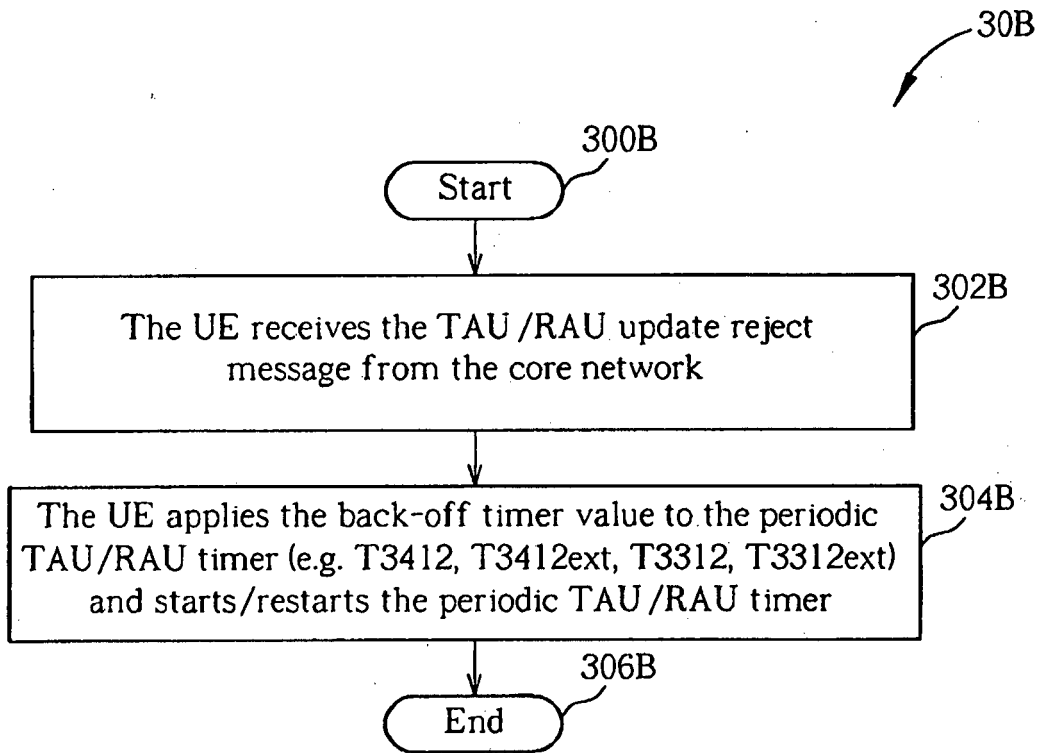 30B
300B
Start
302B
The UE receives the TAU/RAU update reject
message from the core network
304B
The UE applies the back-off timer value to the periodic
TAU/RAU timer (e.g. T3412, T3412ext, T3312, T3312ext)
and starts/restarts the periodic TAU/RAU timer
306B
End